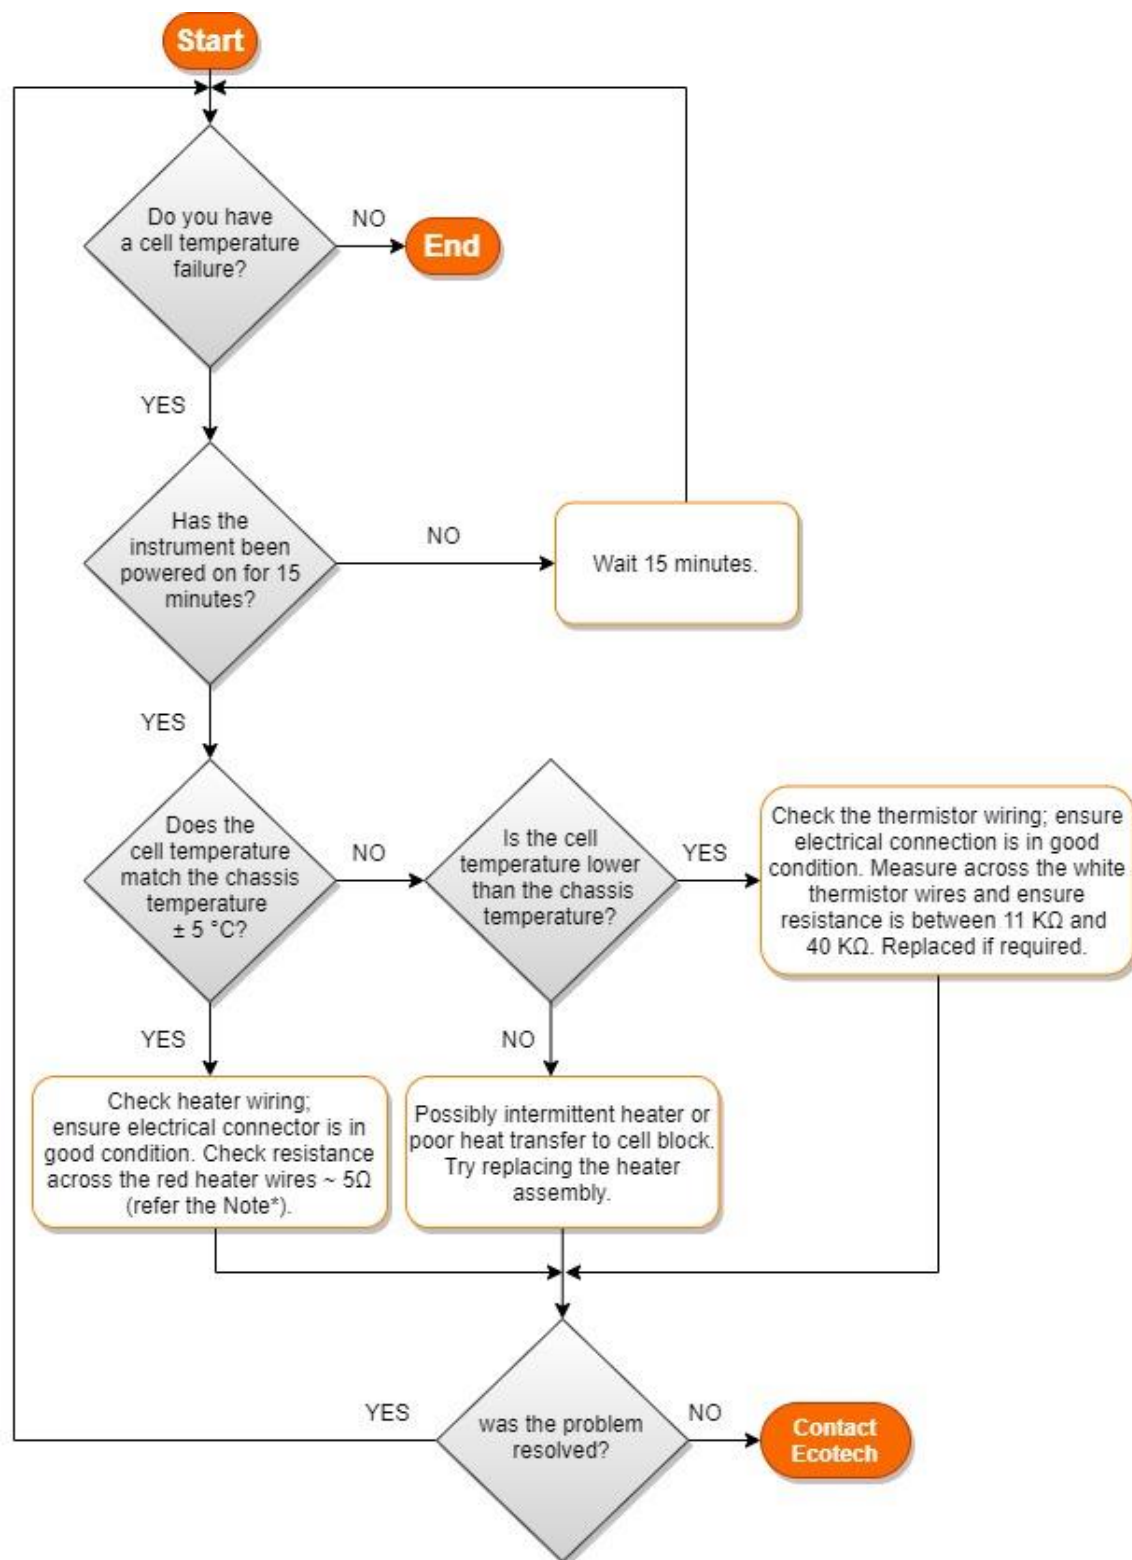 Start
Do you have
a cell temperature
failure?
NO
End
YES
Has the
instrument been
powered on for 15
minutes?
NO
Wait 15 minutes.
YES
Does the
cell temperature
match the chassis
temperature
± 5 °C?
NO
Is the cell
temperature lower
than the chassis
temperature?
YES
Check the thermistor wiring; ensure
electrical connection is in good
condition. Measure across the white
thermistor wires and ensure
resistance is between 11 KΩ and
40 KΩ. Replaced if required.
YES
NO
Check heater wiring;
ensure electrical connector is in
good condition. Check resistance
across the red heater wires ~ 5Ω
(refer the Note*).
Possibly intermittent heater or
poor heat transfer to cell block.
Try replacing the heater
assembly.
YES
was the problem
resolved?
NO
Contact
Ecotech